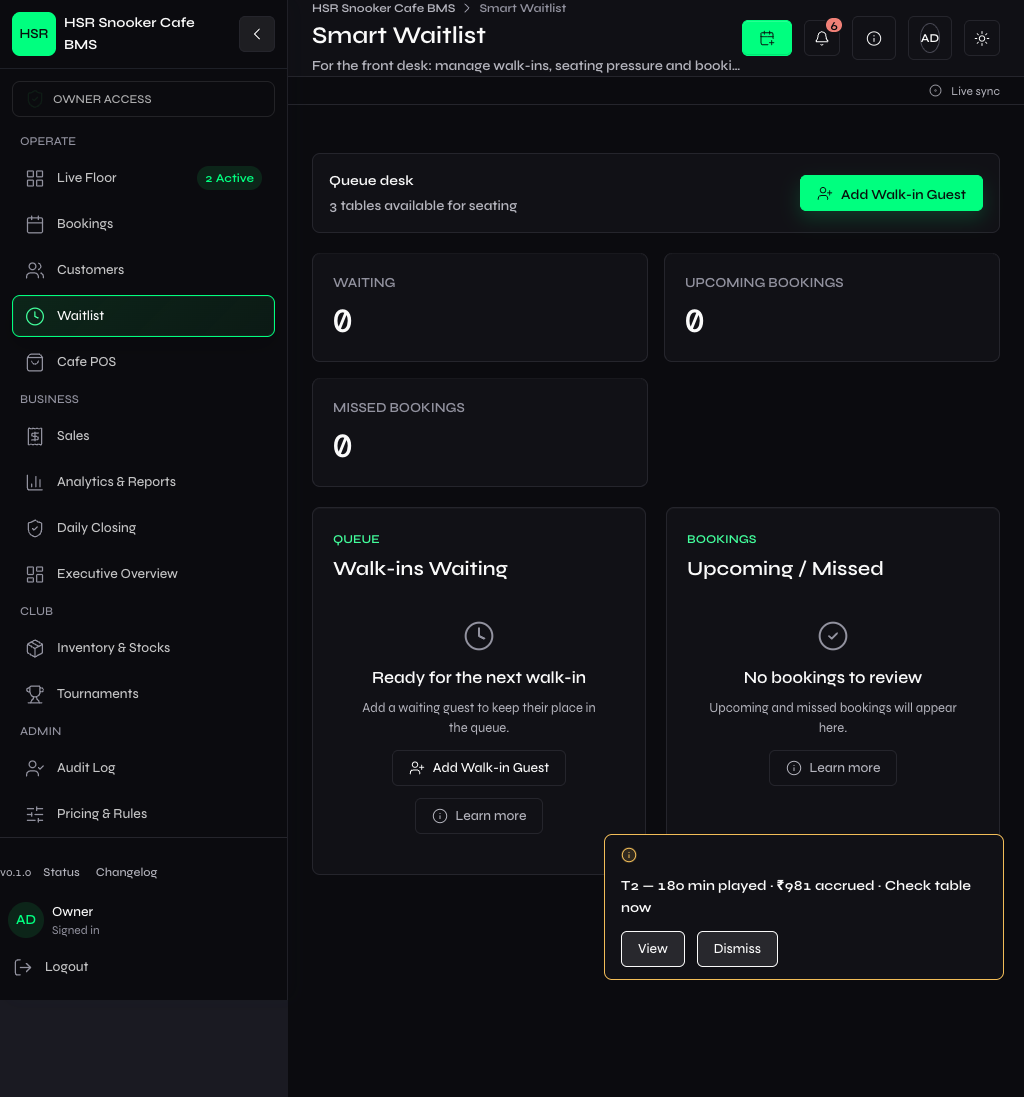 HSR
HSR Snooker Cafe
BMS
OWNER ACCESS
OPERATE
Live Floor
2 Active
Bookings
Customers
Waitlist
Cafe POS
BUSINESS
Sales
Analytics & Reports
Daily Closing
Executive Overview
CLUB
Inventory & Stocks
Tournaments
ADMIN
Audit Log
Pricing & Rules
v0.1.0 Status Changelog
AD
Owner
Signed in
Logout
HSR Snooker Cafe BMS > Smart Waitlist
Smart Waitlist
For the front desk: manage walk-ins, seating pressure and booki...
6
AD
Live sync
Queue desk
3 tables available for seating
Add Walk-in Guest
WAITING
0
UPCOMING BOOKINGS
0
MISSED BOOKINGS
0
QUEUE
Walk-ins Waiting
Ready for the next walk-in
Add a waiting guest to keep their place in
the queue.
Add Walk-in Guest
Learn more
BOOKINGS
Upcoming / Missed
No bookings to review
Upcoming and missed bookings will appear
here.
Learn more
T2 — 180 min played · ₹981 accrued · Check table
now
View
Dismiss